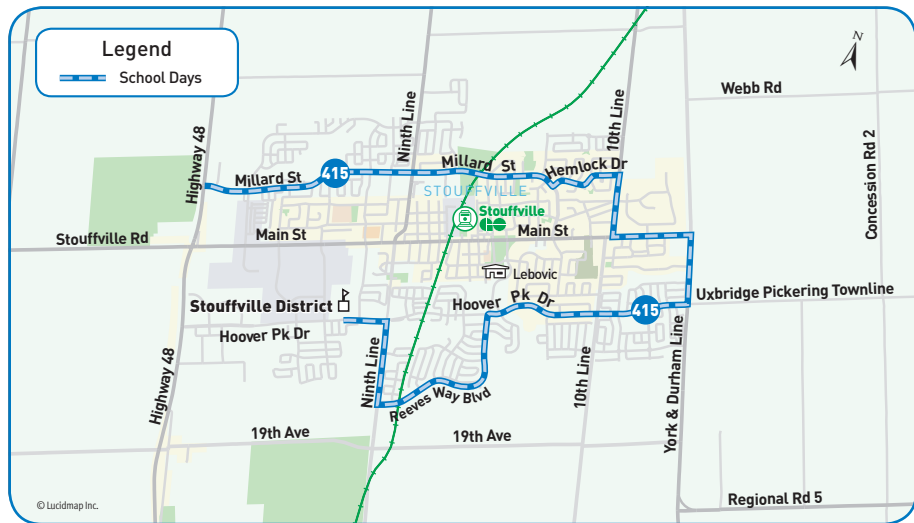 Legend
School Days
N
Highway 48
Ninth Line
10th Line
Webb Rd
Concession Rd 2
Millard St
415
Millard St
Hemlock Dr
STOUFFVILLE
Stouffville
GO
Stouffville Rd
Main St
Main St
Lebovic
Stouffville District
Hoover Pk Dr
Hoover Pk Dr
415
Uxbridge Pickering Townline
Highway 48
Ninth Line
Reeves Way Blvd
10th Line
York & Durham Line
19th Ave
19th Ave
Regional Rd 5
© Lucidmap Inc.